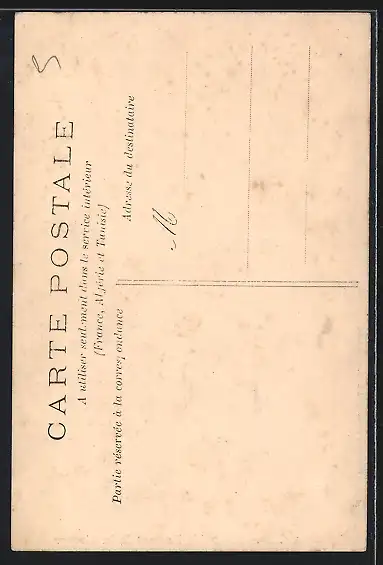 CARTE POSTALE
A utiliser seulement dans le service intérieur
(France, Algérie et Tunisie)
Partie réservée à la correspondance
Adresse du destinataire
M
5